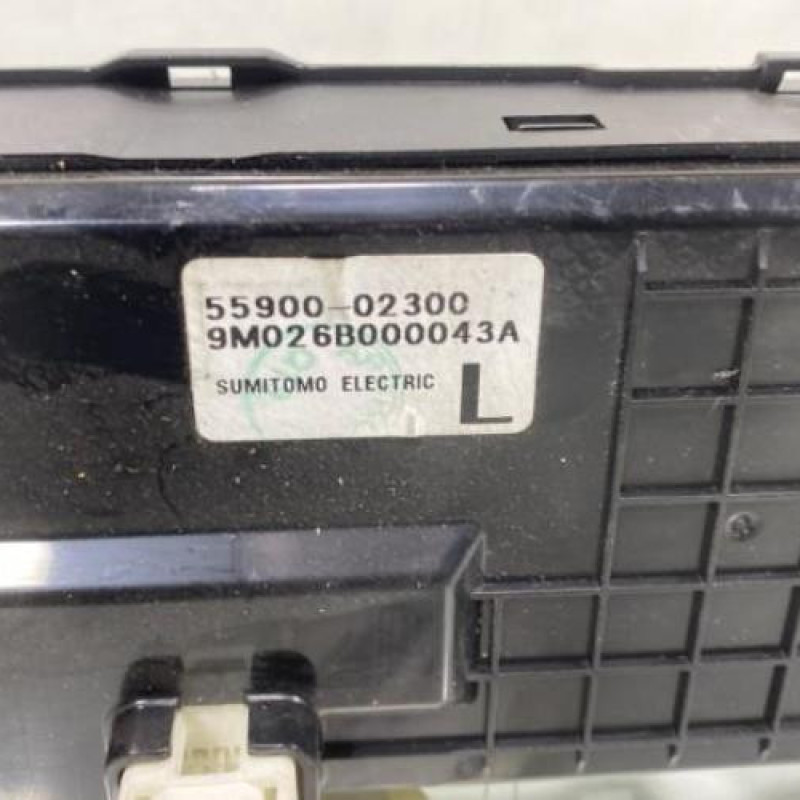 55900-02300
9M026B000043A
SUMITOMO ELECTRIC L